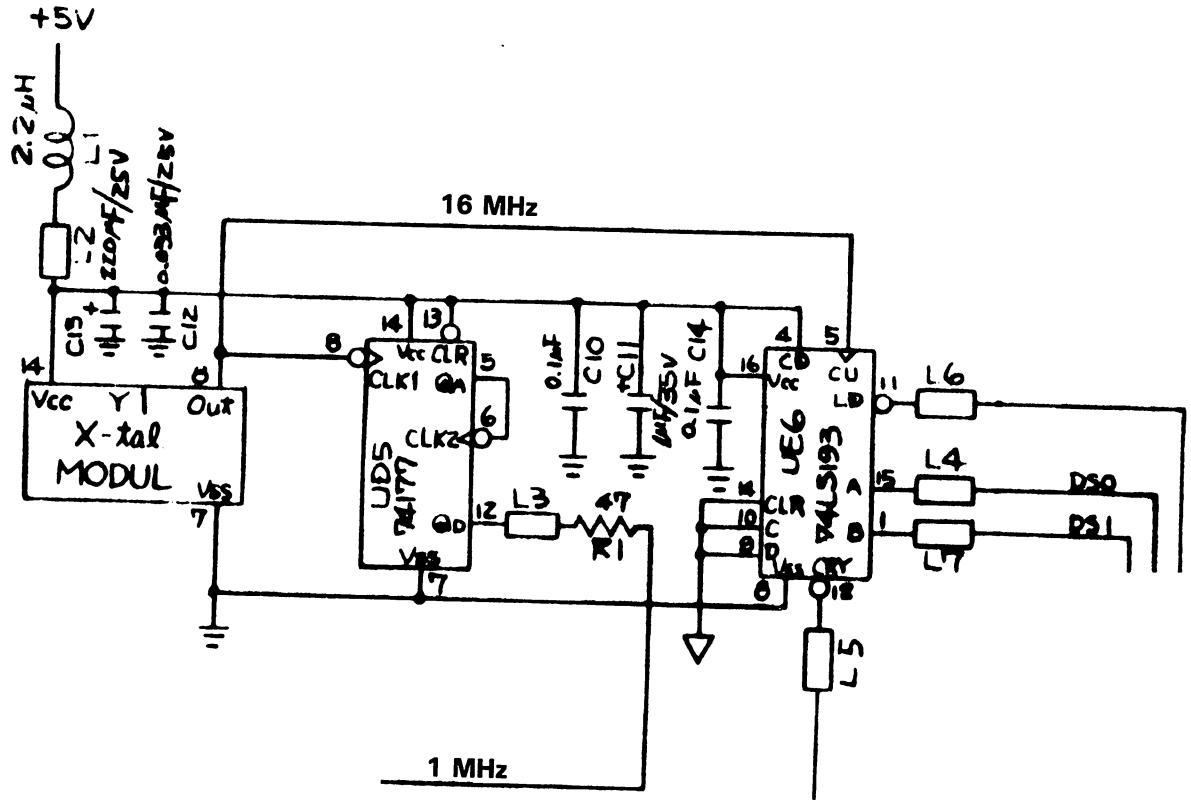 +5V
2.2µH
L1
220µF/25V
0.033µF/25V
16 MHz
C13
+
C12
14
8
VCC
Y1
Out
X-tal
MODUL
VSS
7
8
14
13
VCC
CLR
CLK1
QA
5
6
CLK2
UD5
74177
QD
12
VSS
7
L3
47
R1
0.1µF
C10
+C11
1µF/35V
0.1µF
C14
4
5
CD
CU
16
VCC
LD
11
L6
UE6
74LS193
A
15
L4
DS0
B
1
L7
DS1
14
CLR
10
C
9
D
VSS
8
CRY
12
L5
1 MHz